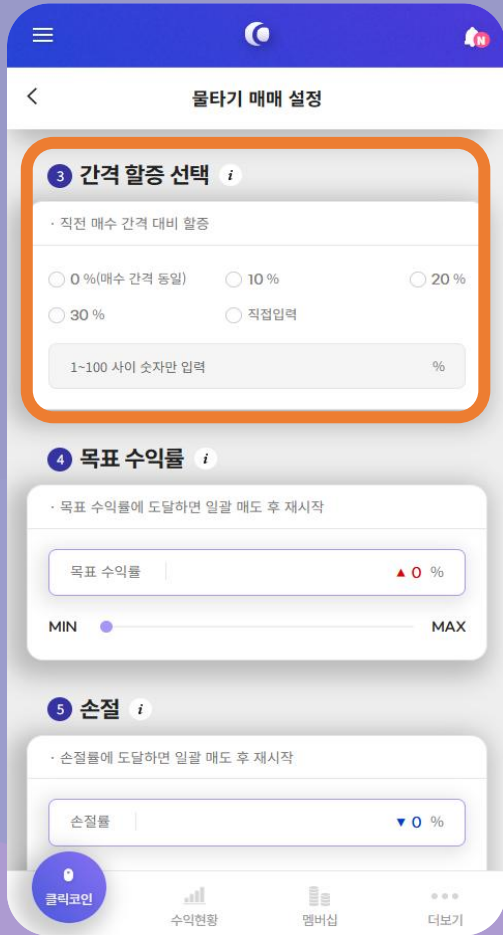 N
물타기 매매 설정
3 간격 할증 선택 i
· 직전 매수 간격 대비 할증
0 %(매수 간격 동일) 10 % 20 %
30 % 직접입력
1~100 사이 숫자만 입력 %
4 목표 수익률 i
· 목표 수익률에 도달하면 일괄 매도 후 재시작
목표 수익률 ▲ 0 %
MIN MAX
5 손절 i
· 손절률에 도달하면 일괄 매도 후 재시작
손절률 ▼ 0 %
클릭코인
수익현황 멤버십 더보기